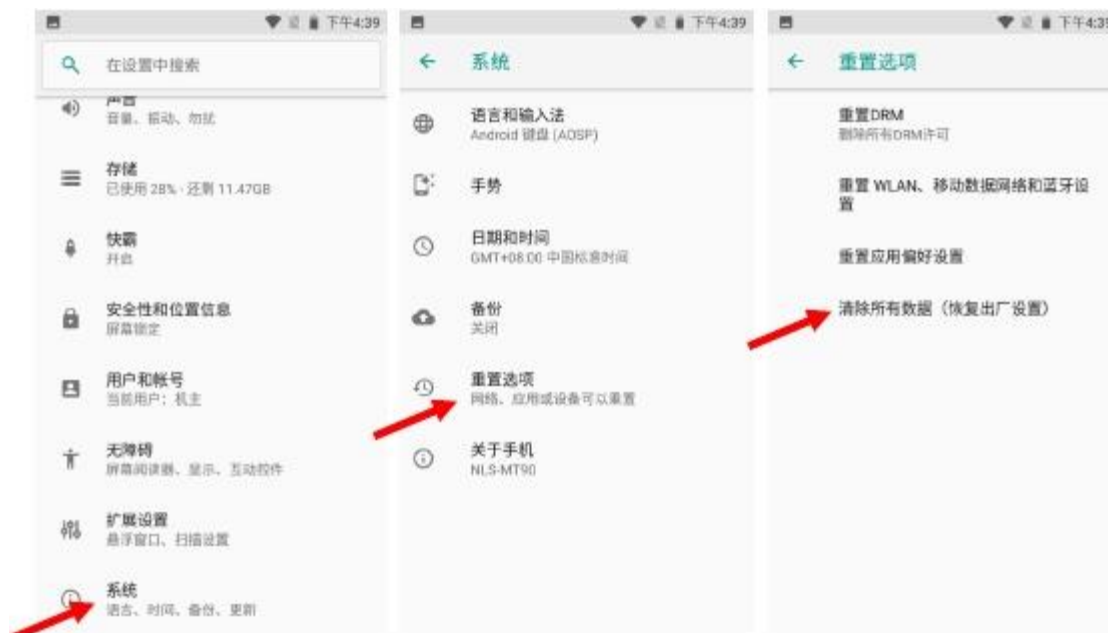 下午4:39
在设置中搜索
声音
音量、振动、勿扰
存储
已使用 28% · 还剩 11.47GB
快霸
开启
安全性和位置信息
屏幕锁定
用户和帐号
当前用户：机主
无障碍
屏幕阅读器、显示、互动控件
扩展设置
悬浮窗口、扫描设置
系统
语言、时间、备份、更新
下午4:39
系统
语言和输入法
Android 键盘 (AOSP)
手势
日期和时间
GMT+08:00 中国标准时间
备份
关闭
重置选项
网络、应用或设备可以重置
关于手机
NLS-MT90
下午4:39
重置选项
重置DRM
删除所有DRM许可
重置 WLAN、移动数据网络和蓝牙设
置
重置应用偏好设置
清除所有数据（恢复出厂设置）